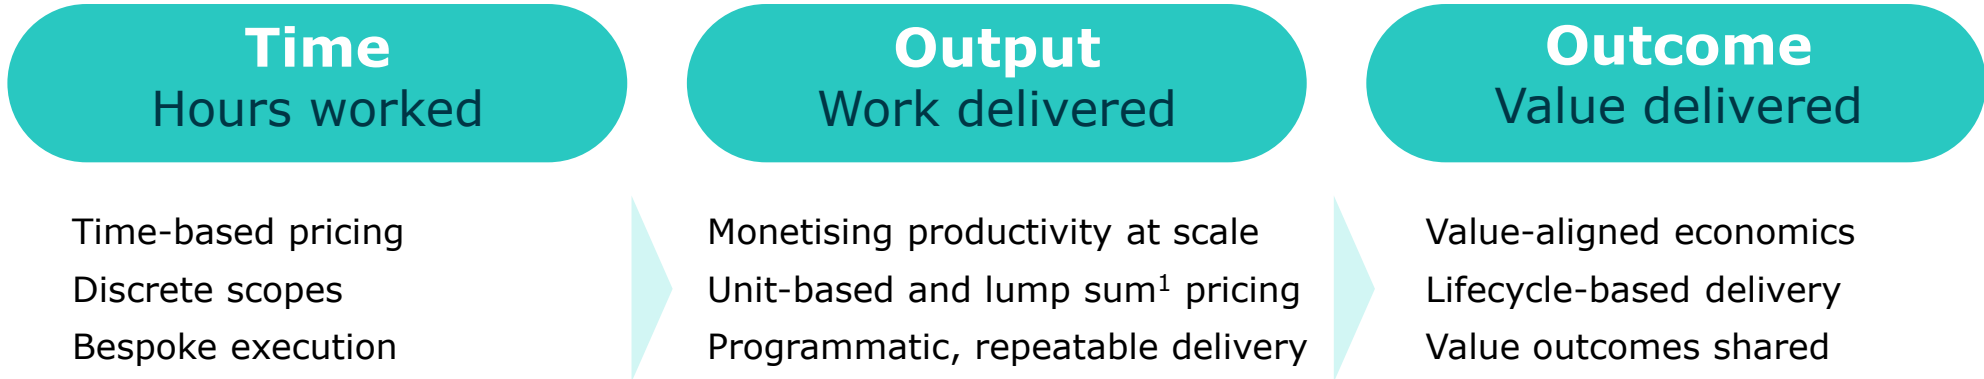 Time
Hours worked
Time-based pricing
Discrete scopes
Bespoke execution
Output
Work delivered
Monetising productivity at scale
Unit-based and lump sum¹ pricing
Programmatic, repeatable delivery
Outcome
Value delivered
Value-aligned economics
Lifecycle-based delivery
Value outcomes shared